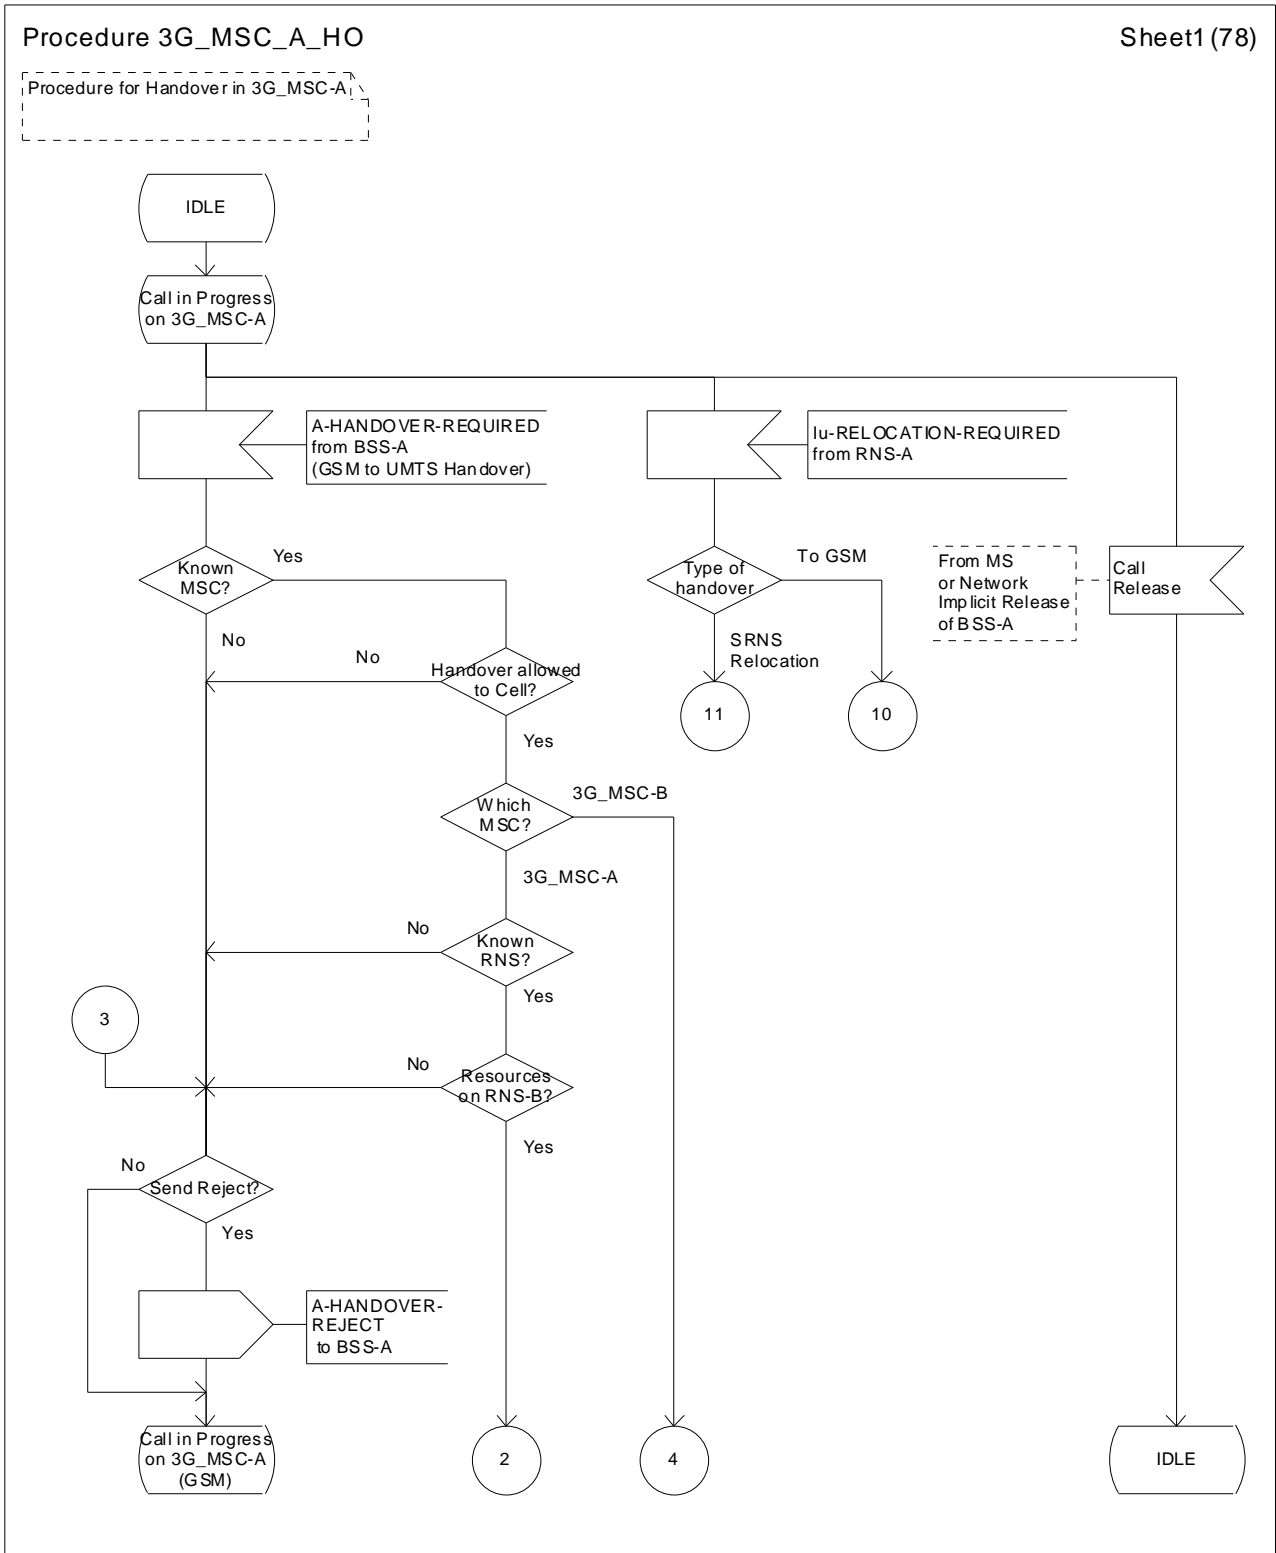 Procedure 3G_MSC_A_HO
Sheet1 (78)
Procedure for Handover in 3G_MSC-A
IDLE
Call in Progress
on 3G_MSC-A
A-HANDOVER-REQUIRED
from BSS-A
(GSM to UMTS Handover)
Iu-RELOCATION-REQUIRED
from RNS-A
Known
MSC?
Yes
No
Type of
handover
To GSM
SRNS
Relocation
From MS
or Network
Implicit Release
of BSS-A
Call
Release
No
Handover allowed
to Cell?
Yes
11
10
Which
MSC?
3G_MSC-B
3G_MSC-A
No
Known
RNS?
Yes
3
No
Resources
on RNS-B?
Yes
No
Send Reject?
Yes
A-HANDOVER-
REJECT
to BSS-A
Call in Progress
on 3G_MSC-A
(GSM)
2
4
IDLE